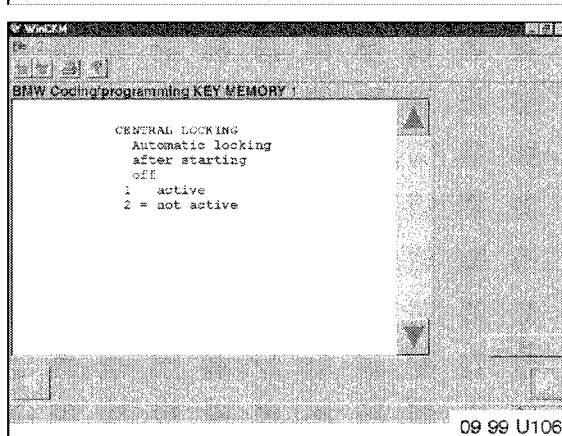 WinCKM
BMW Coding/programming KEY MEMORY 1
CENTRAL LOCKING
Automatic locking
after starting
off
1 active
2 = not active
09 99 U106